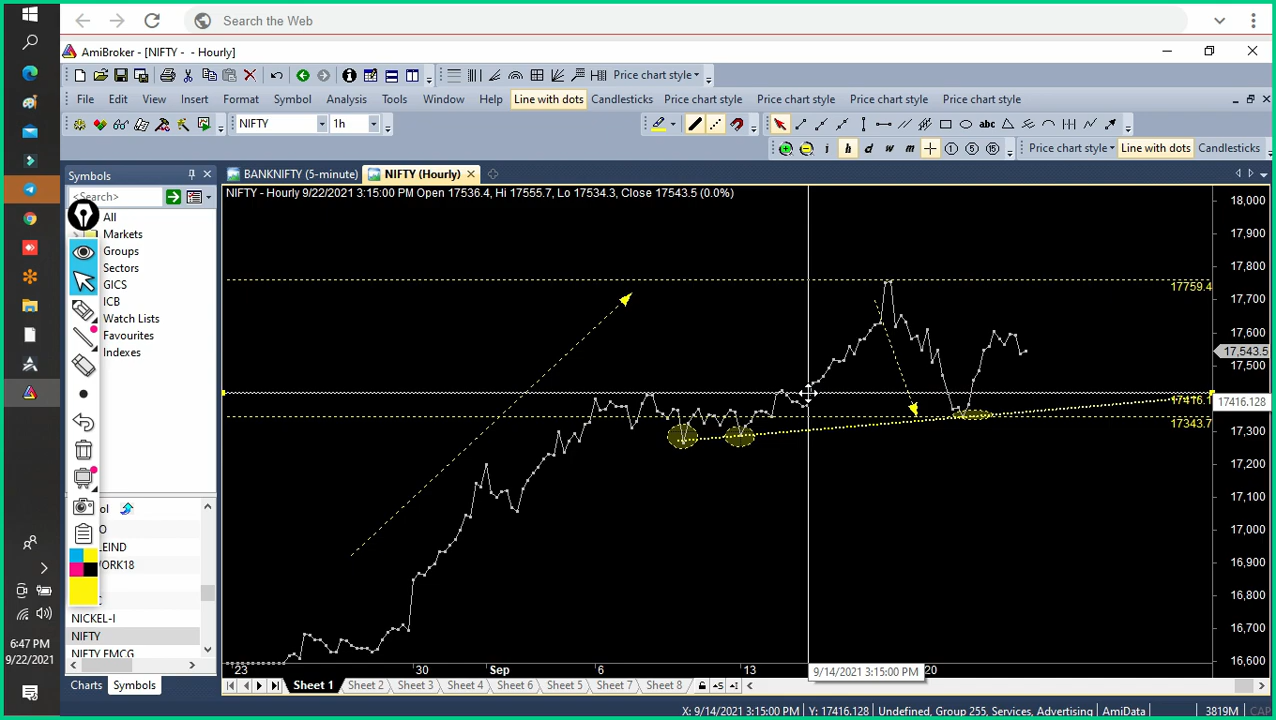 Search the Web
AmiBroker - [NIFTY -  - Hourly]
Price chart style
File Edit View Insert Format Symbol Analysis Tools Window Help Line with dots Candlesticks Price chart style Price chart style Price chart style Price chart style
NIFTY 1h abc
i h d w m 1 5 15 Price chart style Line with dots Candlesticks
Symbols
BANKNIFTY (5-minute) NIFTY (Hourly)
<Search>
NIFTY - Hourly 9/22/2021 3:15:00 PM Open 17536.4, Hi 17555.7, Lo 17534.3, Close 17543.5 (0.0%)
All
Markets
Groups
Sectors
GICS
ICB
Watch Lists
Favourites
Indexes
18,000
17,900
17,800
17759.4
17,700
17,600
17,543.5
17,500
17416.1
17416.128
17343.7
17,300
17,200
17,100
17,000
16,900
16,800
16,700
16,600
ol
O
LEIND
WORK18
C
NICKEL-I
NIFTY
NIFTY FMCG
23 30 Sep 6 13 20
9/14/2021 3:15:00 PM
Charts Symbols
Sheet 1 Sheet 2 Sheet 3 Sheet 4 Sheet 5 Sheet 6 Sheet 5 Sheet 7 Sheet 8
X: 9/14/2021 3:15:00 PM Y: 17416.128 Undefined, Group 255, Services, Advertising AmiData 3819M CAP
6:47 PM
9/22/2021